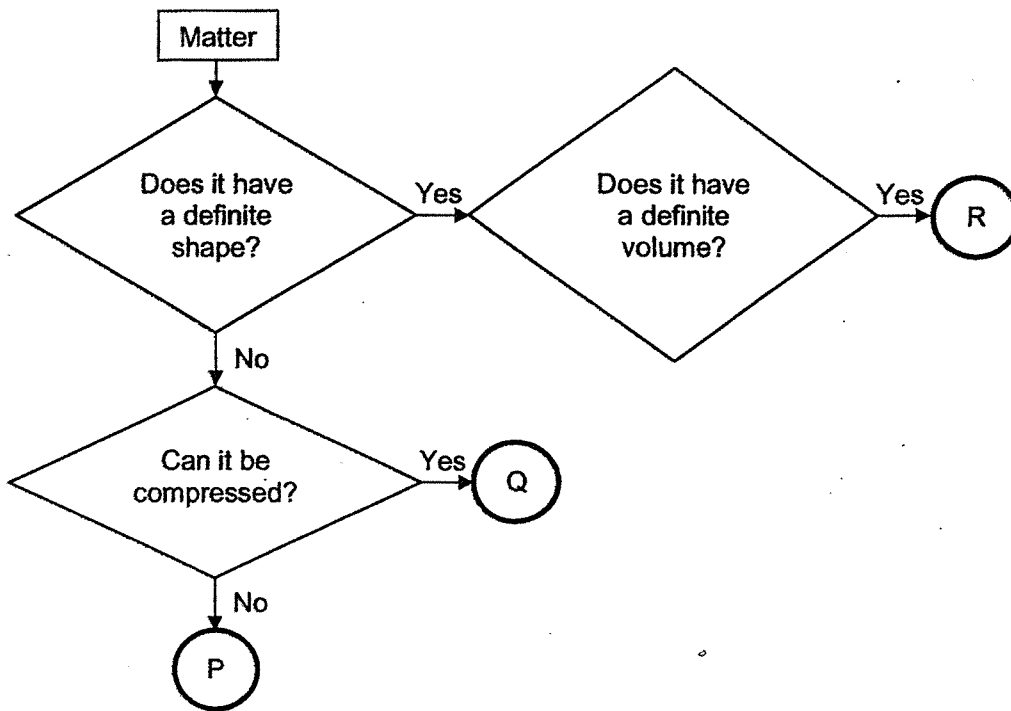 Matter
Does it have
a definite
shape?
Yes
Does it have
a definite
volume?
Yes
R
No
Can it be
compressed?
Yes
Q
No
P